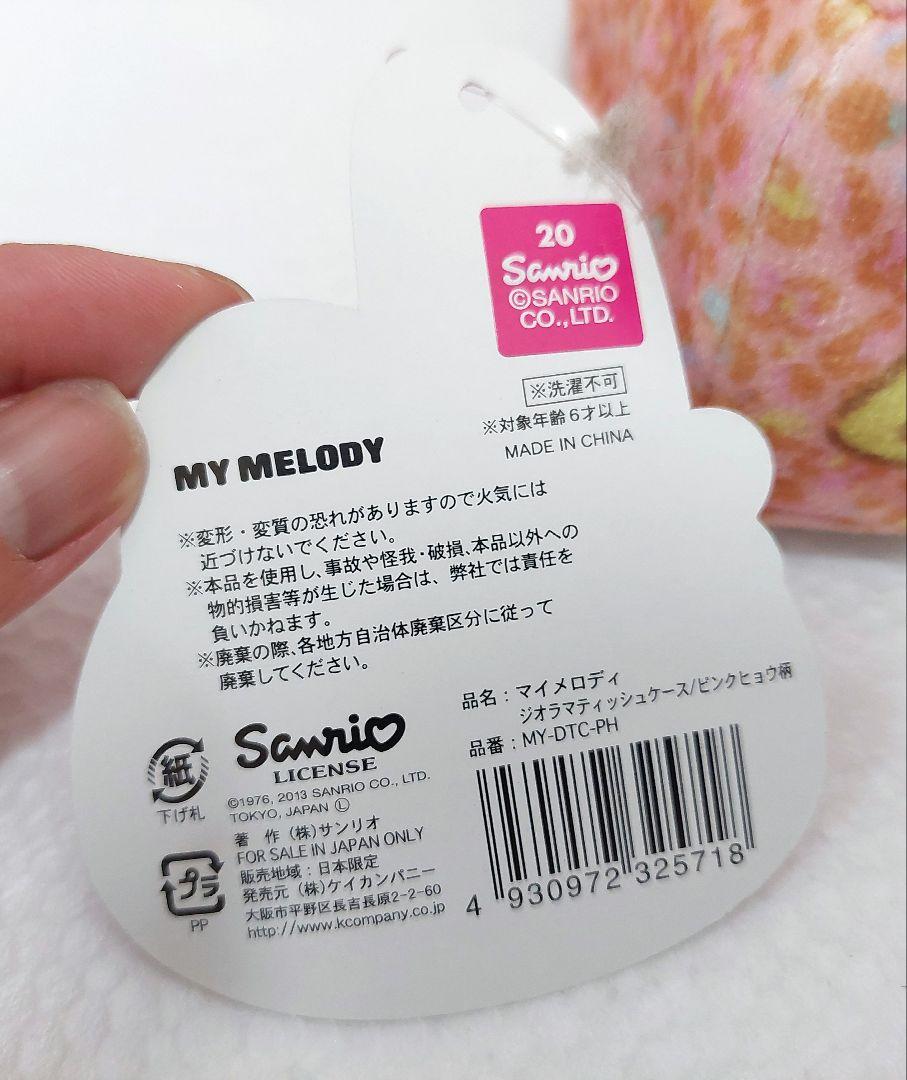 20
Sanrio
©SANRIO
CO.,LTD.
※洗濯不可
※対象年齢6才以上
MADE IN CHINA
MY MELODY
※変形・変質の恐れがありますので火気には
近づけないでください。
※本品を使用し、事故や怪我・破損、本品以外への
物的損害等が生じた場合は、弊社では責任を
負いかねます。
※廃棄の際、各地方自治体廃棄区分に従って
廃棄してください。
品名：マイメロディ
ジオラマティッシュケース/ピンクヒョウ柄
品番：MY-DTC-PH
紙
下げ札
プラ
PP
Sanrio
LICENSE
©1976, 2013 SANRIO CO., LTD.
TOKYO, JAPAN Ⓛ
著 作 （株）サンリオ
FOR SALE IN JAPAN ONLY
販売地域：日本限定
発売元（株）ケイカンパニー
大阪市平野区長吉長原2-2-60
http://www.kcompany.co.jp
4 930972 325718